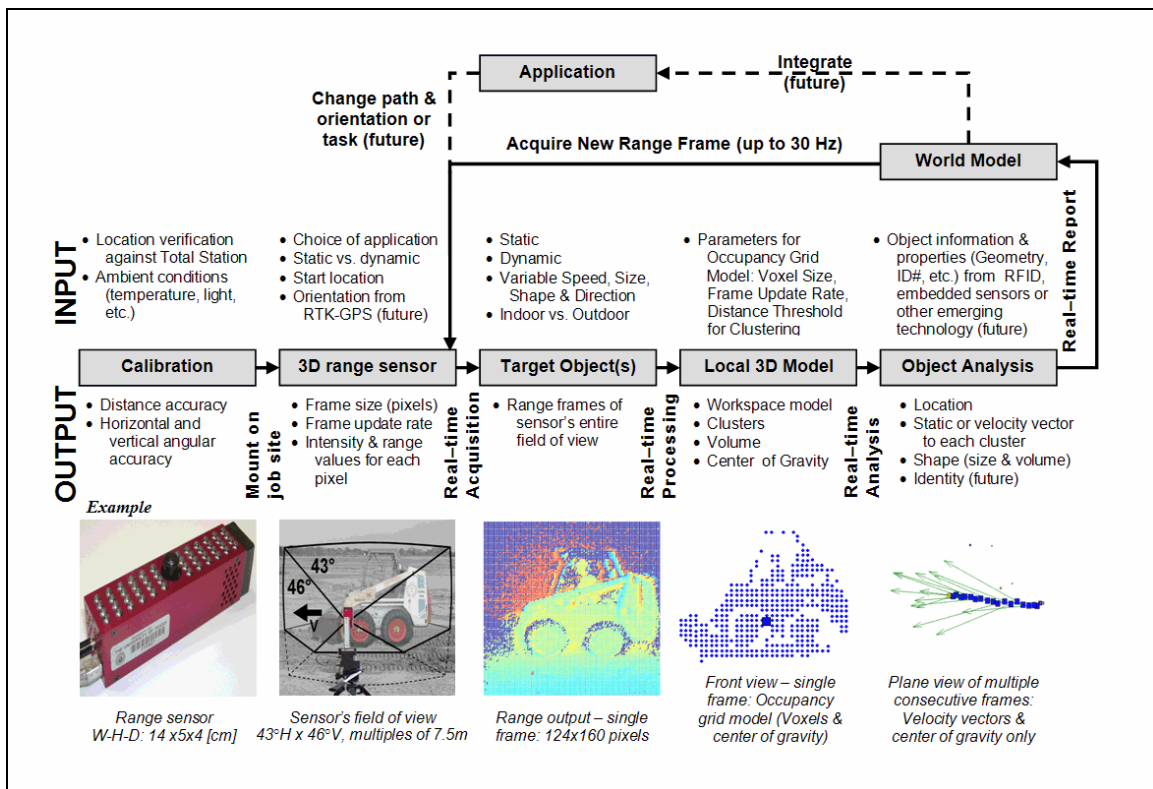 Application
Integrate
(future)
Change path &
orientation or
task (future)
Acquire New Range Frame (up to 30 Hz)
World Model
Real–time Report
INPUT
• Location verification
against Total Station
• Ambient conditions
(temperature, light,
etc.)
• Choice of application
• Static vs. dynamic
• Start location
• Orientation from
RTK-GPS (future)
• Static
• Dynamic
• Variable Speed, Size,
Shape & Direction
• Indoor vs. Outdoor
• Parameters for
Occupancy Grid
Model: Voxel Size,
Frame Update Rate,
Distance Threshold
for Clustering
• Object information &
properties (Geometry,
ID#, etc.) from RFID,
embedded sensors or
other emerging
technology (future)
Calibration
3D range sensor
Target Object(s)
Local 3D Model
Object Analysis
OUTPUT
• Distance accuracy
• Horizontal and
vertical angular
accuracy
Mount on
job site
• Frame size (pixels)
• Frame update rate
• Intensity & range
values for each
pixel
Real–time
Acquisition
• Range frames of
sensor's entire
field of view
Real–time
Processing
• Workspace model
• Clusters
• Volume
• Center of Gravity
Real–time
Analysis
• Location
• Static or velocity vector
to each cluster
• Shape (size & volume)
• Identity (future)
Example
43°
46°
v
Range sensor
W-H-D: 14 x5x4 [cm]
Sensor's field of view
43°H x 46°V, multiples of 7.5m
Range output – single
frame: 124x160 pixels
Front view – single
frame: Occupancy
grid model (Voxels &
center of gravity)
Plane view of multiple
consecutive frames:
Velocity vectors &
center of gravity only